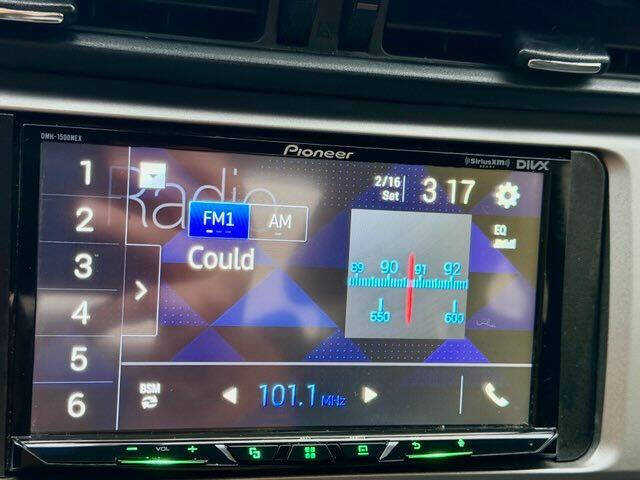 DMH-1500NEX
Pioneer
SiriusXM
READY
DIVX
1
2
3
4
5
6
Radio
2/16
Sat
3 17
FM1
AM
EQ
Could
89 90 91 92
550 600
BSM
101.1 MHz
VOL